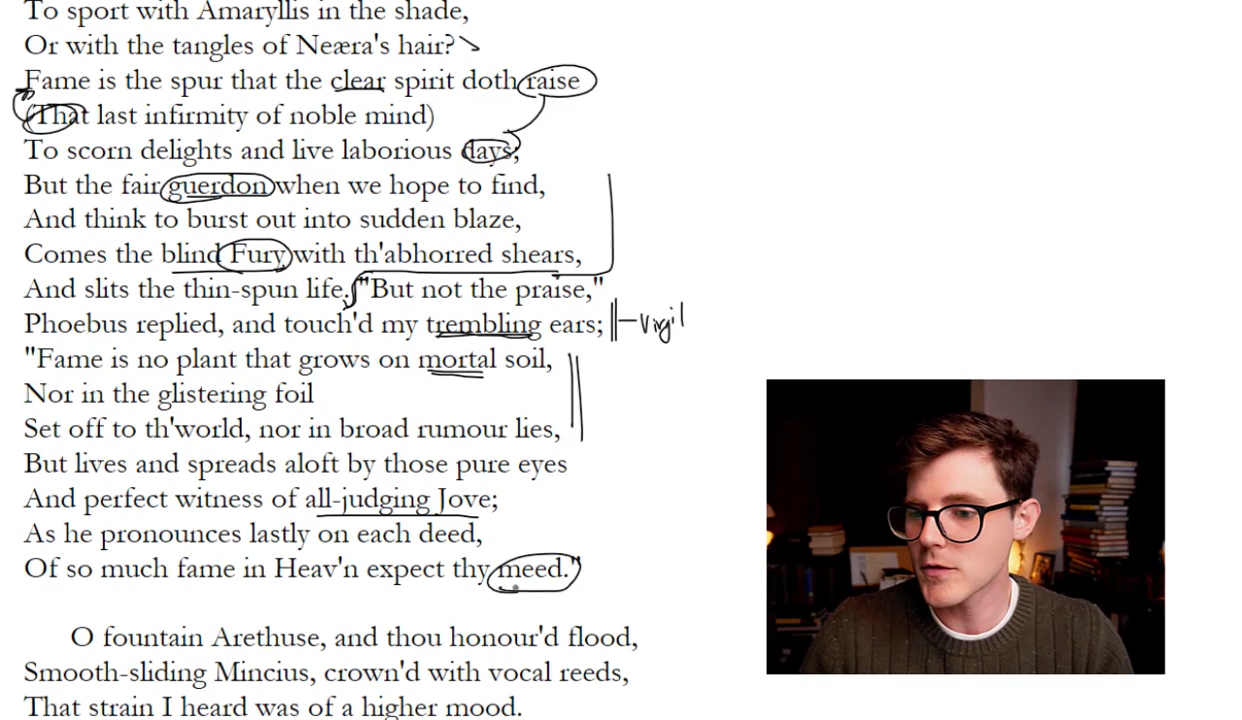 To sport with Amaryllis in the shade,
Or with the tangles of Neæra's hair?
Fame is the spur that the clear spirit doth raise
(That last infirmity of noble mind)
To scorn delights and live laborious days;
But the fair guerdon when we hope to find,
And think to burst out into sudden blaze,
Comes the blind Fury with th'abhorred shears,
And slits the thin-spun life. "But not the praise,"
Phoebus replied, and touch'd my trembling ears; – Virgil
"Fame is no plant that grows on mortal soil,
Nor in the glistering foil
Set off to th'world, nor in broad rumour lies,
But lives and spreads aloft by those pure eyes
And perfect witness of all-judging Jove;
As he pronounces lastly on each deed,
Of so much fame in Heav'n expect thy meed."
O fountain Arethuse, and thou honour'd flood,
Smooth-sliding Mincius, crown'd with vocal reeds,
That strain I heard was of a higher mood.